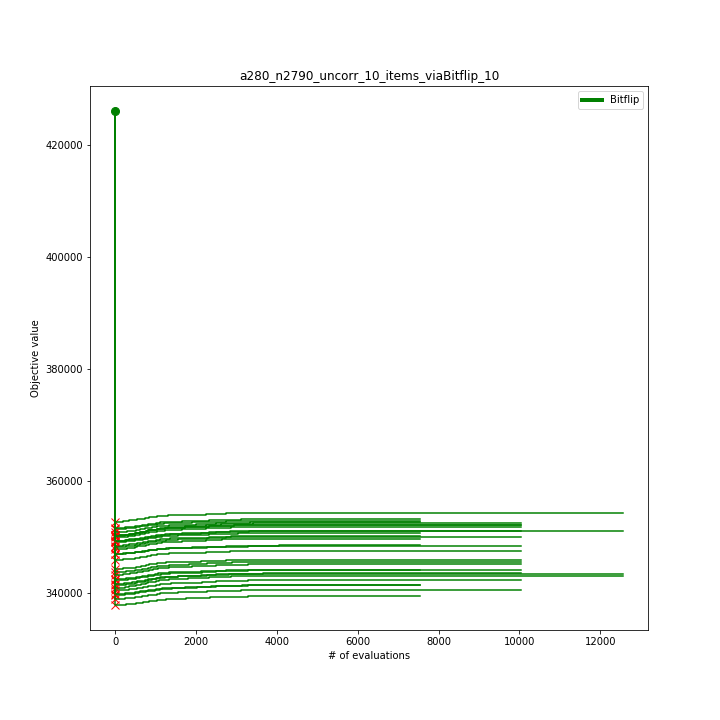 a280_n2790_uncorr_10_items_viaBitflip_10
Bitflip
420000
400000
380000
360000
340000
Objective value
0 2000 4000 6000 8000 10000 12000
# of evaluations